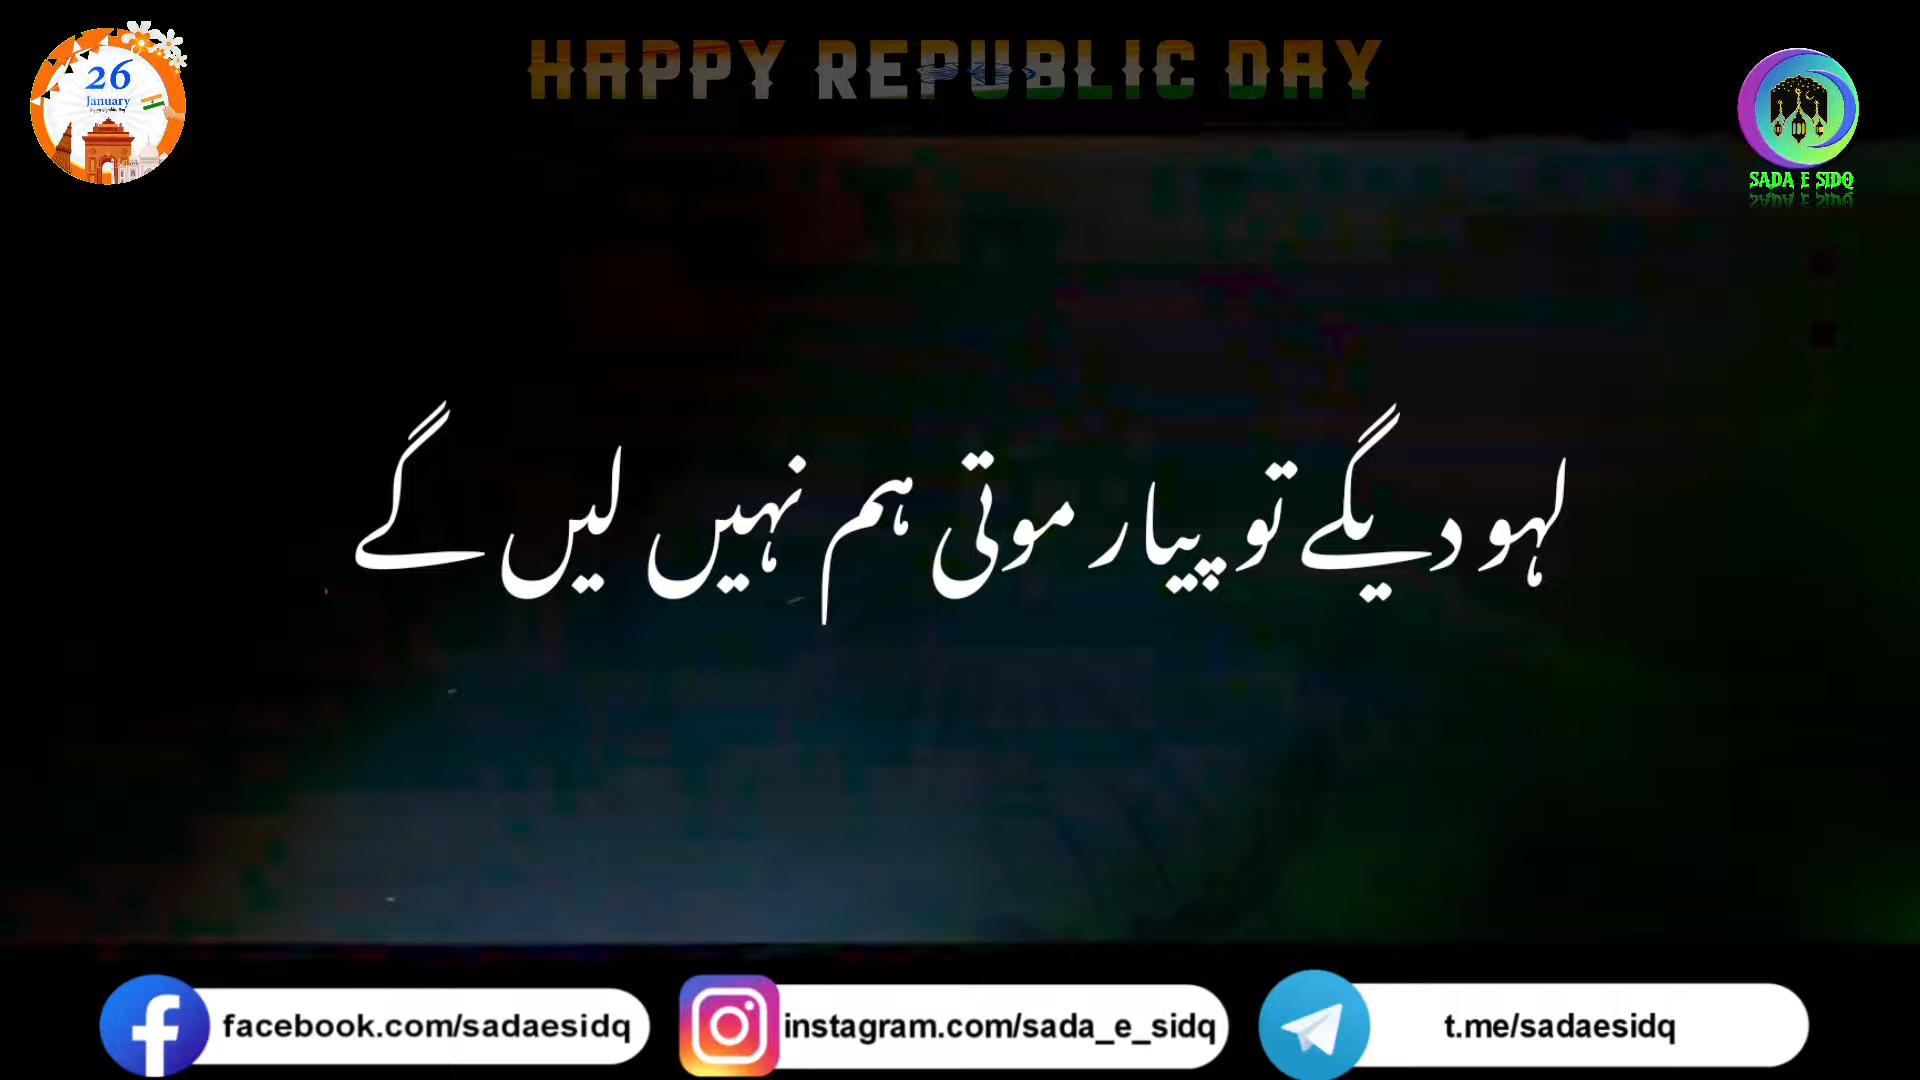 HAPPY REPUBLIC DAY
26
January
SADA E SIDQ
لہو دیگے تو پیار موتی ہم نہیں لیں گے
facebook.com/sadaesidq
instagram.com/sada_e_sidq
t.me/sadaesidq